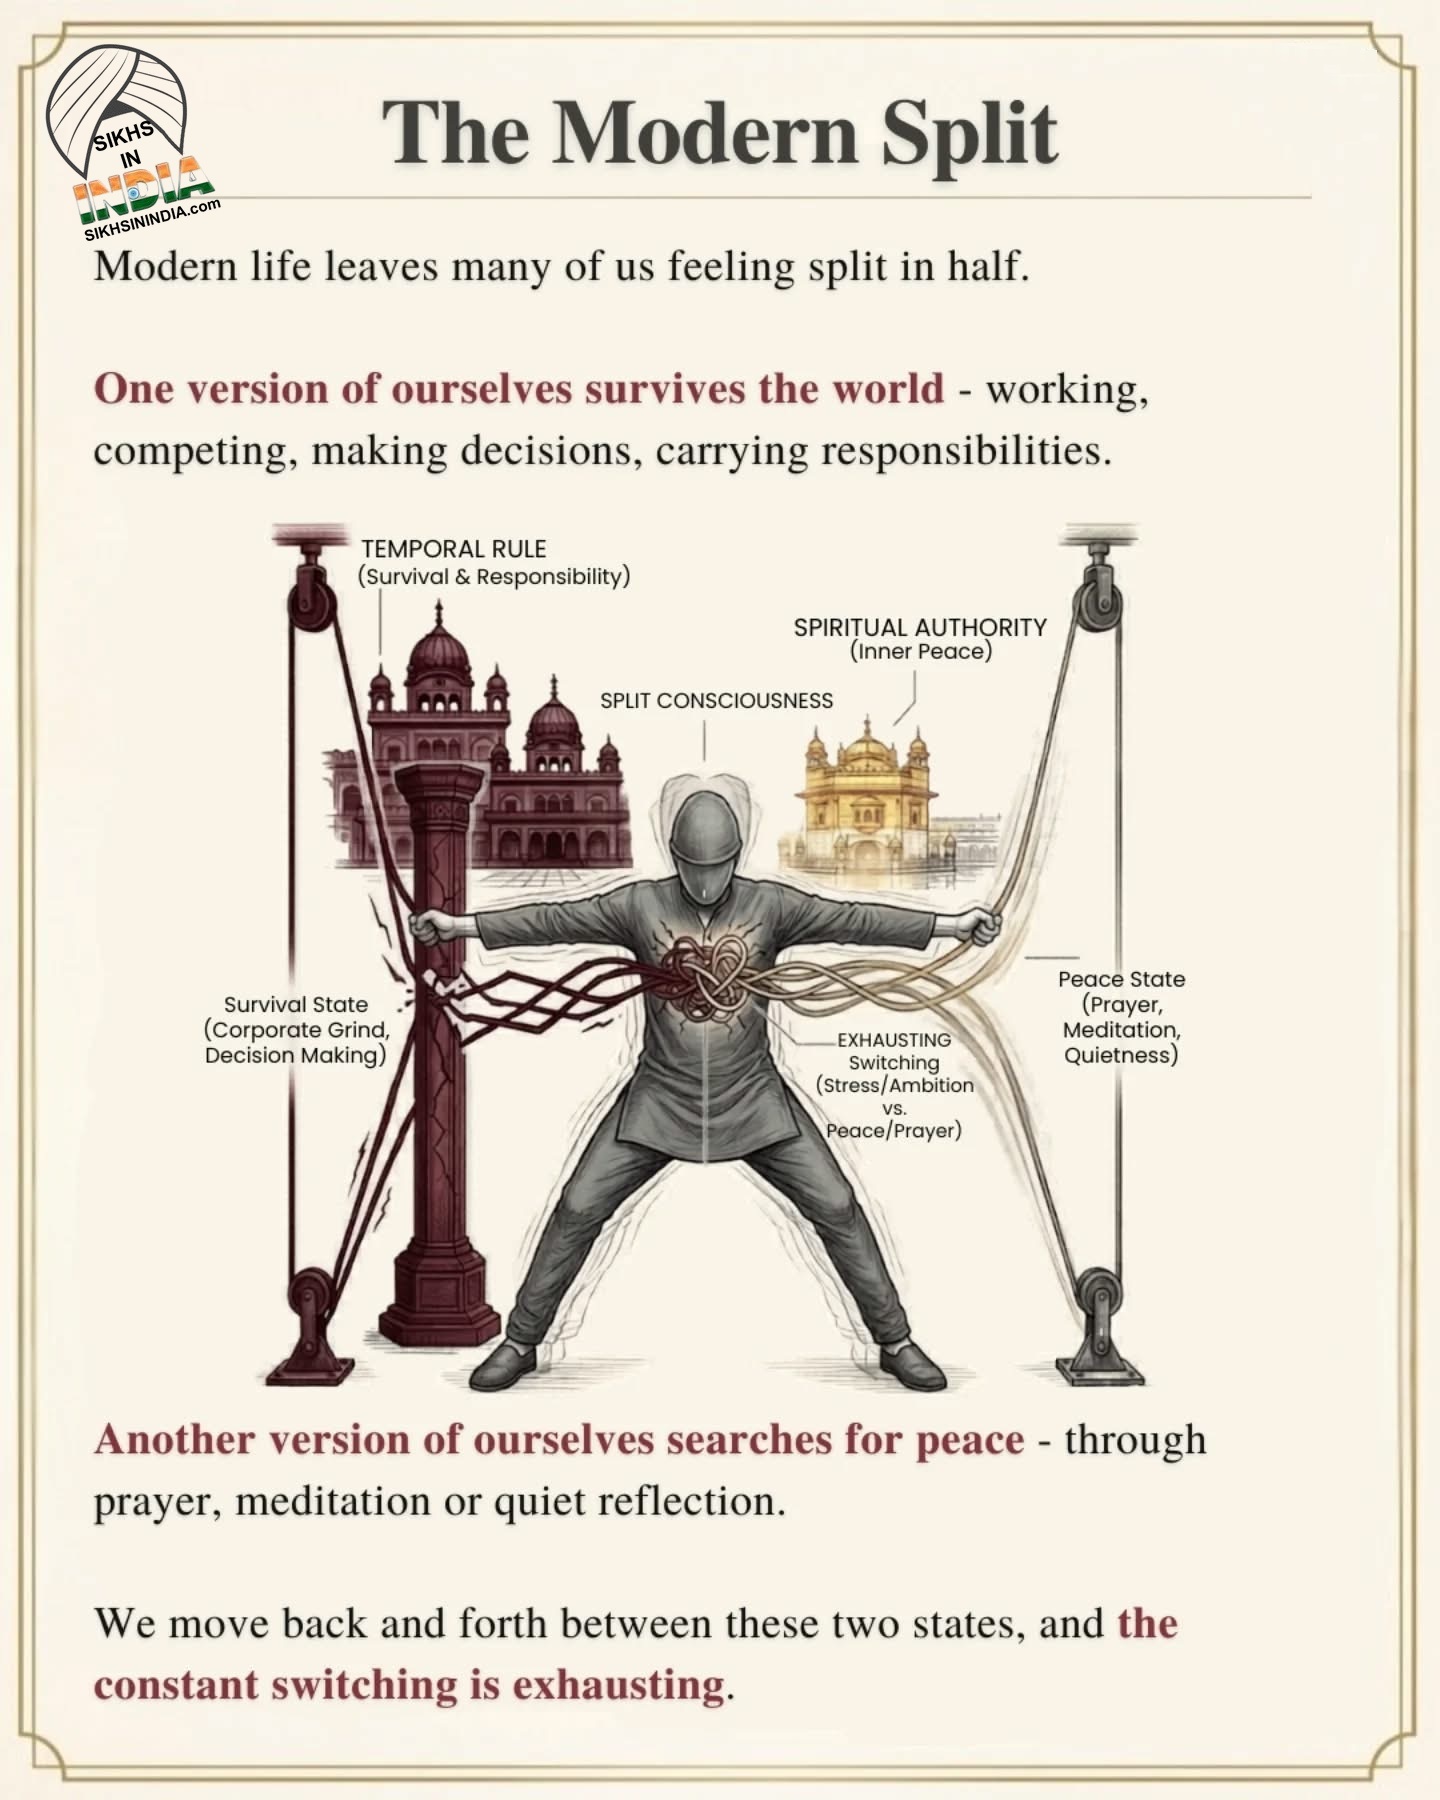 SIKHS
IN
INDIA
SIKHSININDIA.com
The Modern Split
Modern life leaves many of us feeling split in half.
One version of ourselves survives the world - working,
competing, making decisions, carrying responsibilities.
TEMPORAL RULE
(Survival & Responsibility)
SPIRITUAL AUTHORITY
(Inner Peace)
SPLIT CONSCIOUSNESS
Survival State
(Corporate Grind,
Decision Making)
Peace State
(Prayer,
Meditation,
Quietness)
EXHAUSTING
Switching
(Stress/Ambition
vs.
Peace/Prayer)
Another version of ourselves searches for peace - through
prayer, meditation or quiet reflection.
We move back and forth between these two states, and the
constant switching is exhausting.